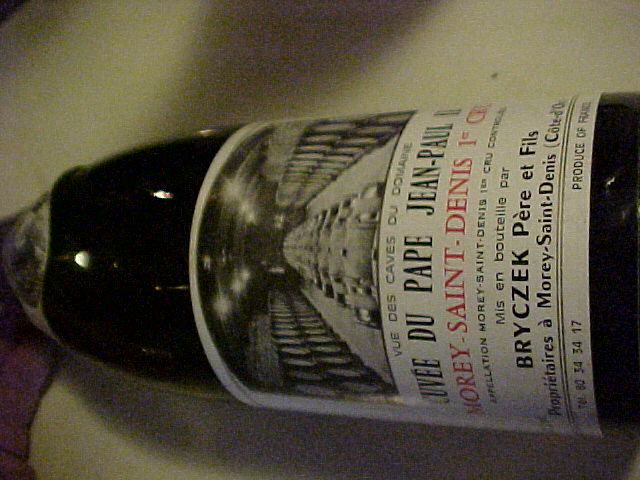 VUE DES CAVES DU DOMAINE
CUVÉE DU PAPE JEAN-PAUL II
MOREY-SAINT-DENIS 1er CRU
APPELLATION MOREY-SAINT-DENIS 1ER CRU CONTROLÉE
Mis en bouteille par
BRYCZEK Père et Fils
Propriétaires à Morey-Saint-Denis (Côte-d'Or
Tél. 80 34 34 17 PRODUCE OF FRANCE